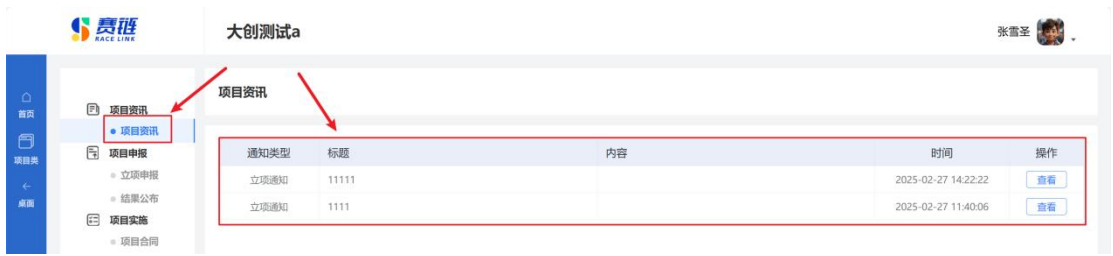 赛链
RACE LINK
大创测试a
张雪圣
首页
项目类
桌面
项目资讯
项目资讯
项目申报
立项申报
结果公布
项目实施
项目合同
项目资讯
通知类型 标题 内容 时间 操作
立项通知 11111 2025-02-27 14:22:22 查看
立项通知 1111 2025-02-27 11:40:06 查看